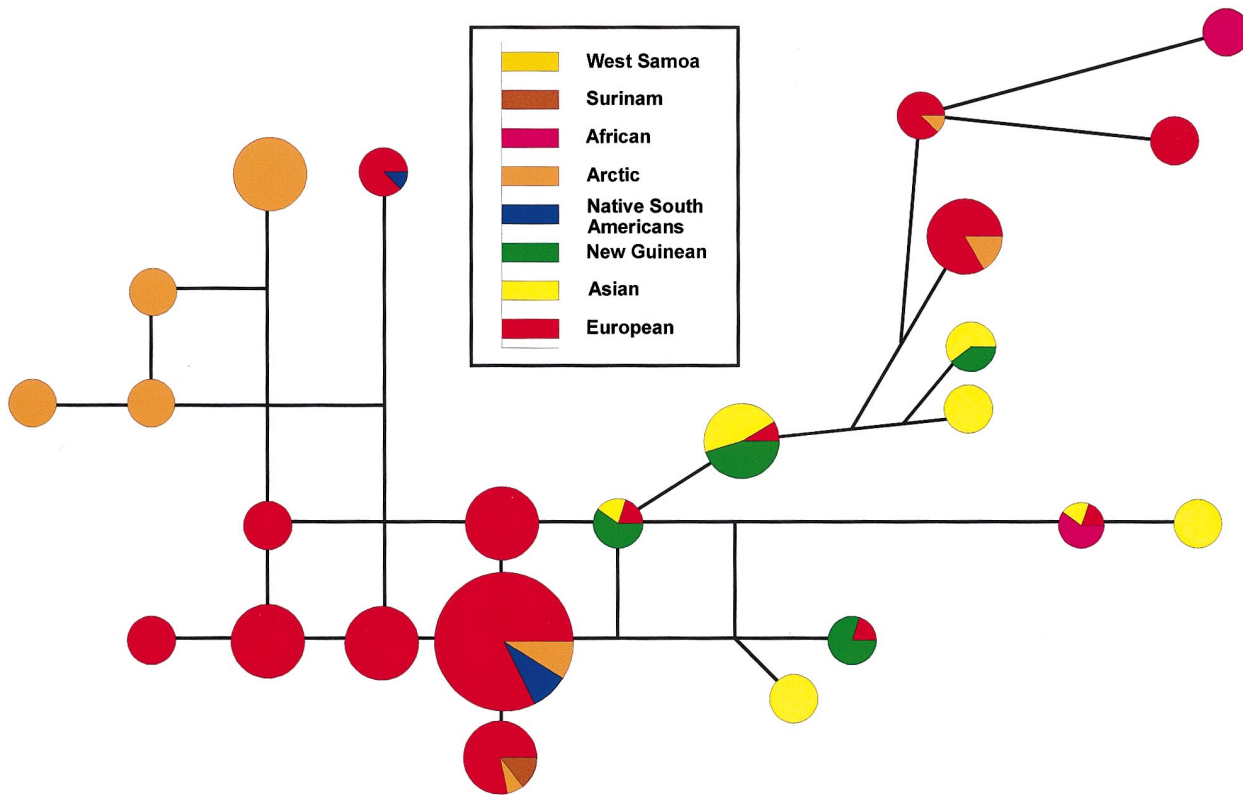 West Samoa
Surinam
African
Arctic
Native South
Americans
New Guinean
Asian
European